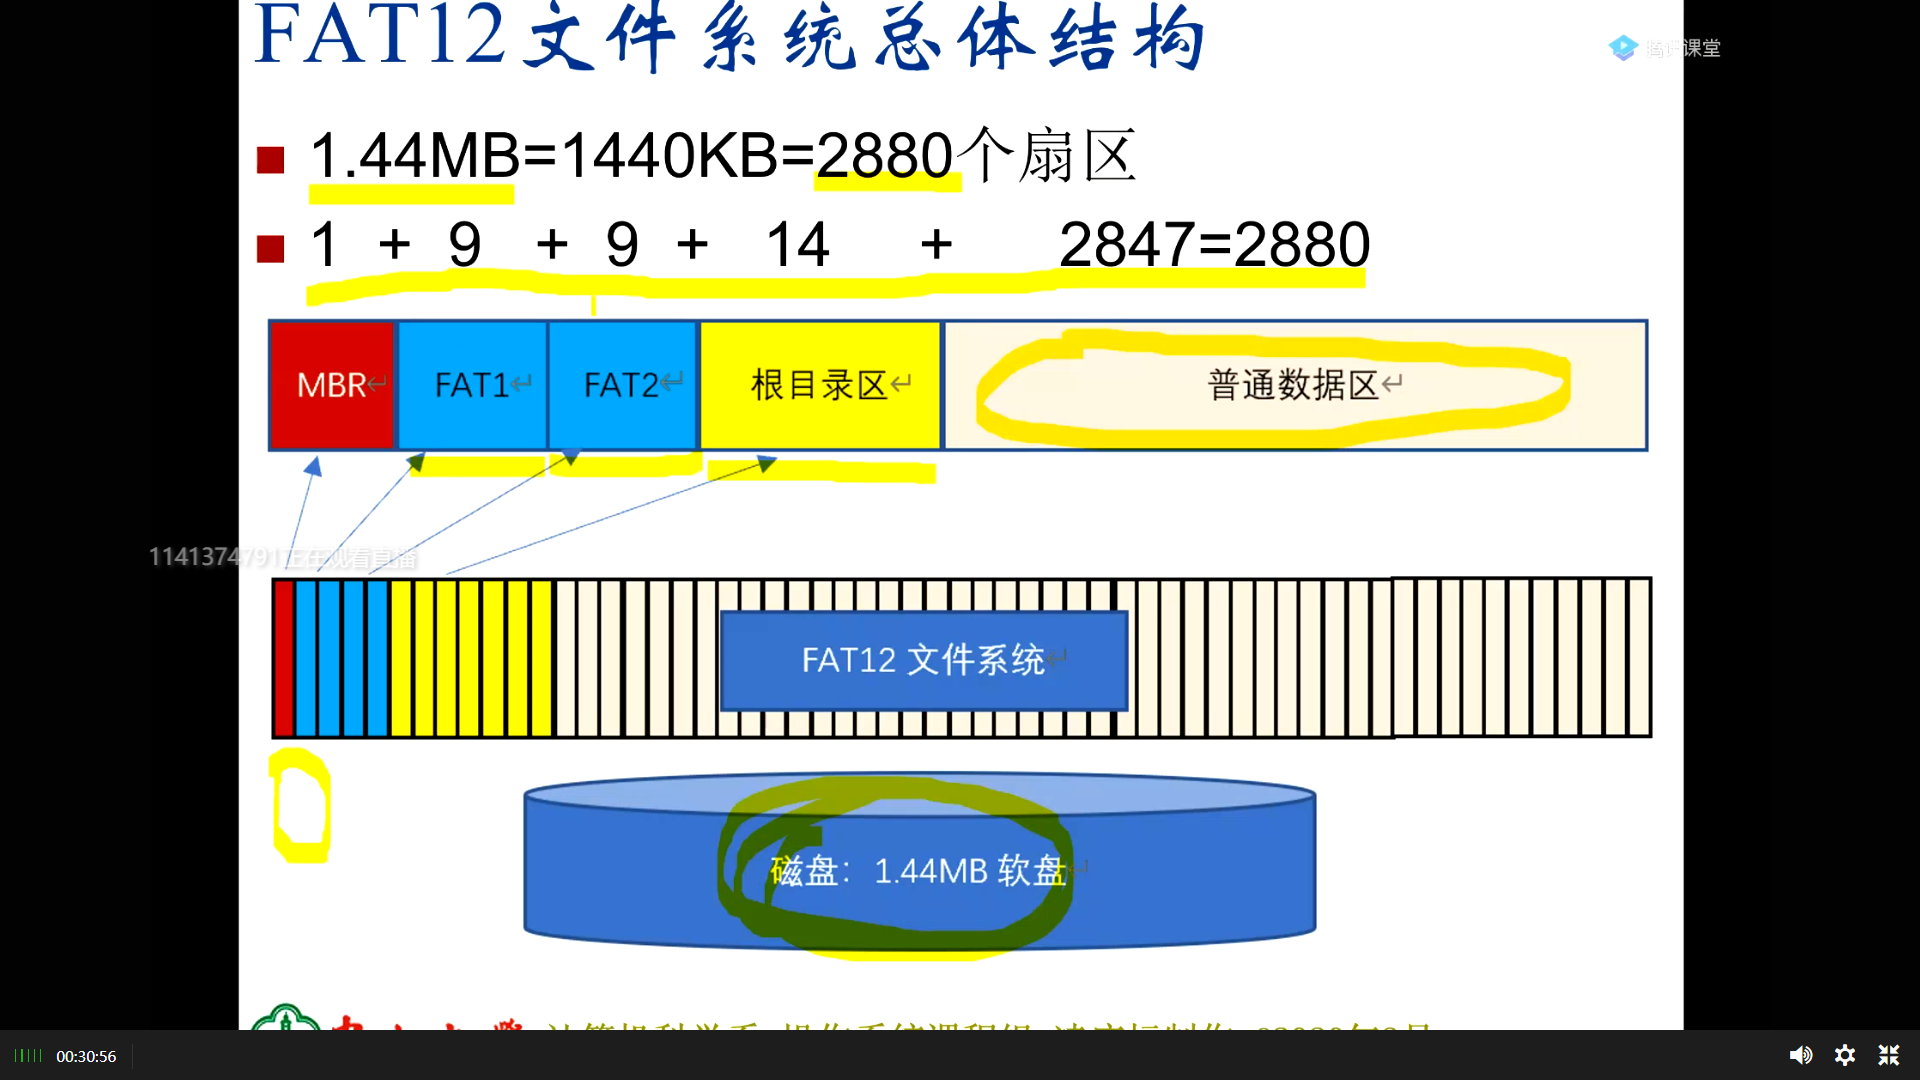 FAT12文件系统总体结构
腾讯课堂
1.44MB=1440KB=2880个扇区
1 + 9 + 9 + 14 + 2847=2880
MBR↵ FAT1↵ FAT2↵ 根目录区↵ 普通数据区↵
1141374791正在观看直播
FAT12 文件系统↵
磁盘：1.44MB 软盘↵
00:30:56